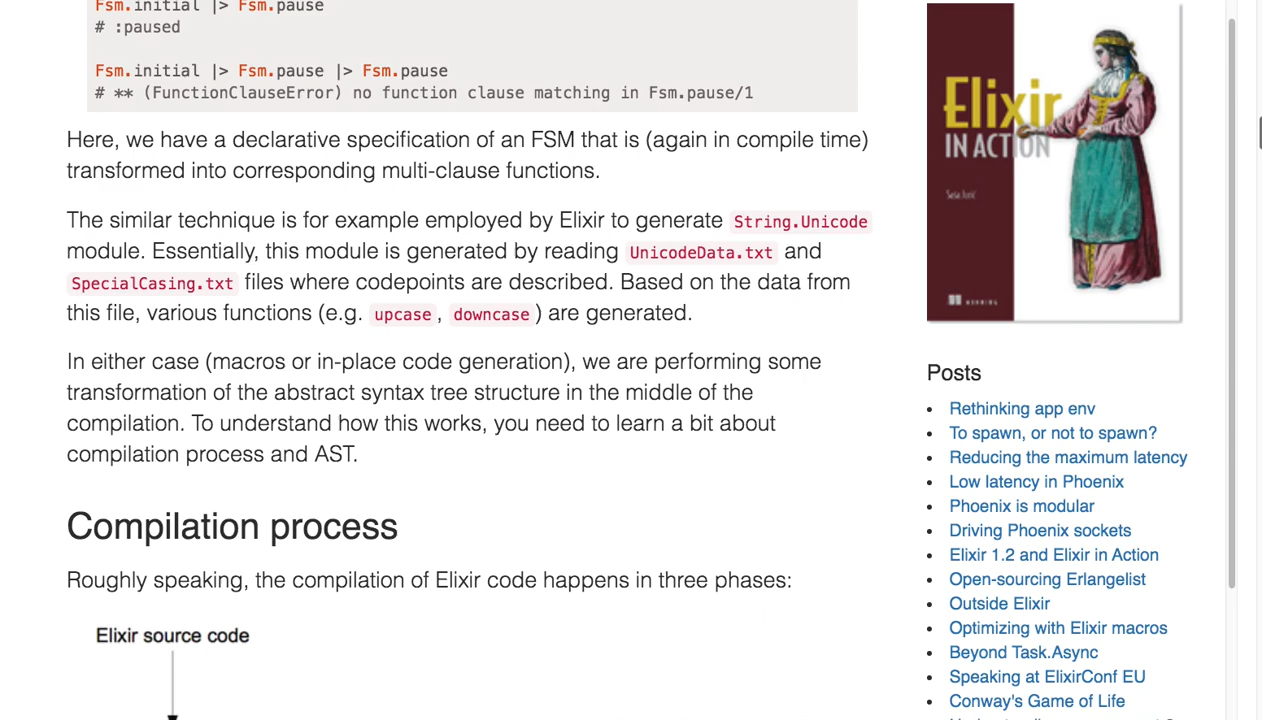 Fsm.initial |> Fsm.pause
# :paused
Fsm.initial |> Fsm.pause |> Fsm.pause
# ** (FunctionClauseError) no function clause matching in Fsm.pause/1
Here, we have a declarative specification of an FSM that is (again in compile time)
transformed into corresponding multi-clause functions.
The similar technique is for example employed by Elixir to generate String.Unicode
module. Essentially, this module is generated by reading UnicodeData.txt and
SpecialCasing.txt files where codepoints are described. Based on the data from
this file, various functions (e.g. upcase, downcase) are generated.
In either case (macros or in-place code generation), we are performing some
transformation of the abstract syntax tree structure in the middle of the
compilation. To understand how this works, you need to learn a bit about
compilation process and AST.
Compilation process
Roughly speaking, the compilation of Elixir code happens in three phases:
Elixir source code
Elixir
IN ACTION
Saša Jurić
MANNING
Posts
Rethinking app env
To spawn, or not to spawn?
Reducing the maximum latency
Low latency in Phoenix
Phoenix is modular
Driving Phoenix sockets
Elixir 1.2 and Elixir in Action
Open-sourcing Erlangelist
Outside Elixir
Optimizing with Elixir macros
Beyond Task.Async
Speaking at ElixirConf EU
Conway's Game of Life